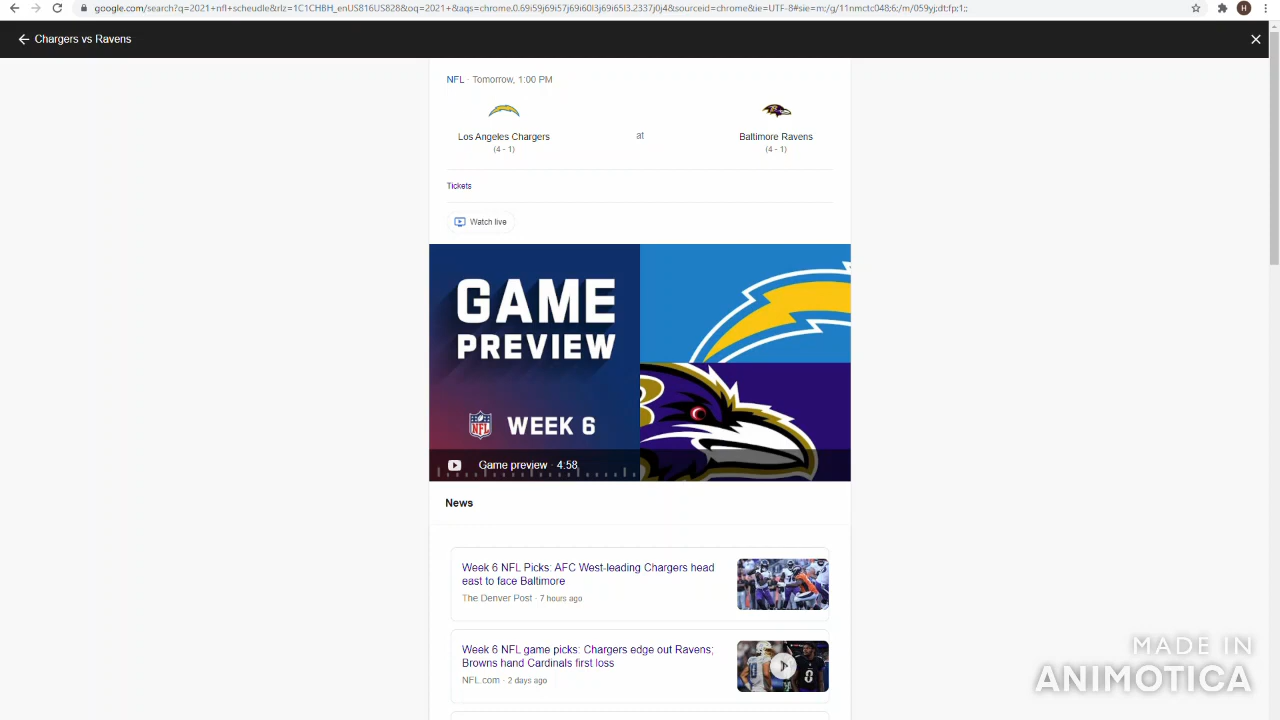 google.com/search?q=2021+nfl+scheudle&rlz=1C1CHBH_enUS816US828&oq=2021+&aqs=chrome.0.69i59j69i57j69i60l3j69i65l3.2337j0j4&sourceid=chrome&ie=UTF-8#sie=m;/g/11nmctc048;6;/m/059yj;dt;fp;1;;
H
Chargers vs Ravens
NFL · Tomorrow, 1:00 PM
Los Angeles Chargers at Baltimore Ravens
(4 - 1) (4 - 1)
Tickets
Watch live
GAME
PREVIEW
NFL WEEK 6
Game preview · 4:58
News
Week 6 NFL Picks: AFC West-leading Chargers head
east to face Baltimore
The Denver Post · 7 hours ago
Week 6 NFL game picks: Chargers edge out Ravens;
Browns hand Cardinals first loss
NFL.com · 2 days ago
8
MADE IN
ANIMOTICA